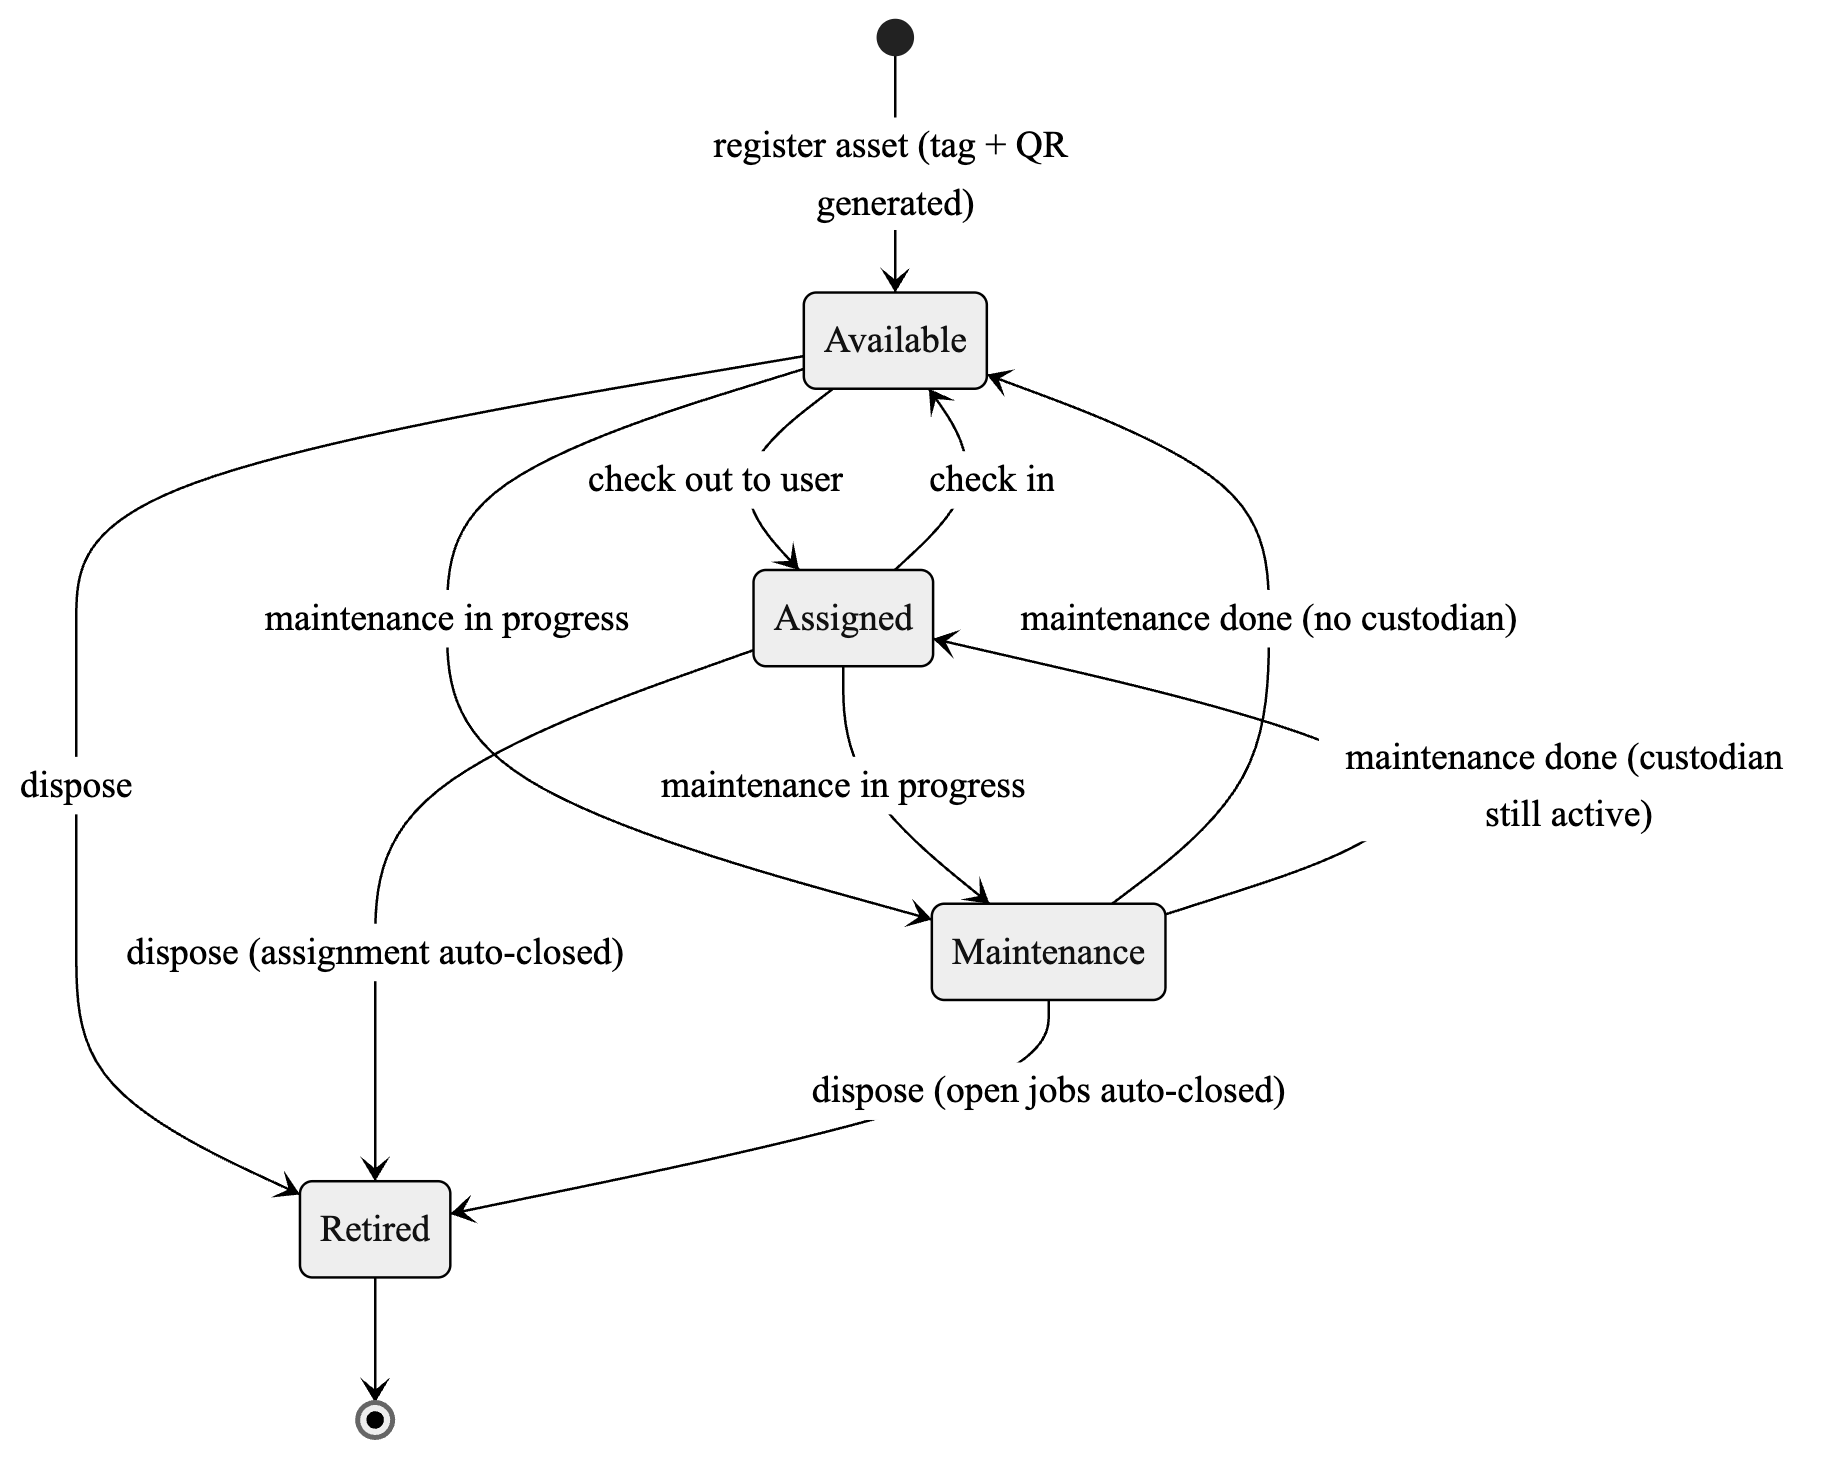 register asset (tag + QR
generated)
Available
check out to user
check in
maintenance in progress
Assigned
maintenance done (no custodian)
dispose
maintenance in progress
maintenance done (custodian
still active)
dispose (assignment auto-closed)
Maintenance
dispose (open jobs auto-closed)
Retired